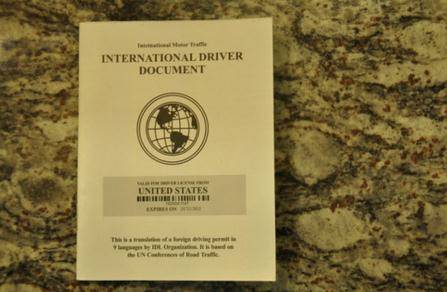 International Motor Traffic
INTERNATIONAL DRIVER
DOCUMENT
VALID FOR DRIVER LICENSE FROM
UNITED STATES
EXPIRES ON
This is a translation of a foreign driving permit in
9 languages by IDL Organization. It is based on
the UN Conferences of Road Traffic.